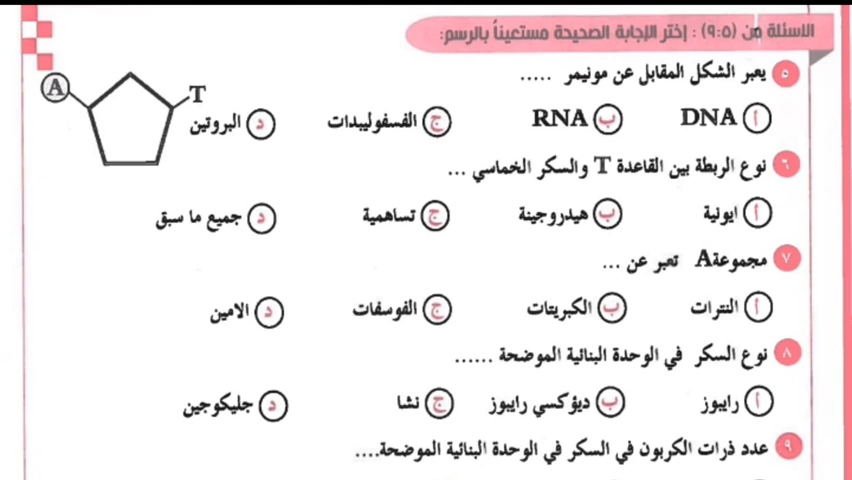 الاسئلة من (٩:٥) : إختر الإجابة الصحيحة مستعيناً بالرسم:
٥ يعبر الشكل المقابل عن مونيمر .....
أ DNA ب RNA ج الفسفوليبدات د البروتين
A T
٦ نوع الربطة بين القاعدة T والسكر الخماسي ...
أ ايونية ب هيدروجينة ج تساهمية د جميع ما سبق
٧ مجموعةA تعبر عن ...
أ النترات ب الكبريتات ج الفوسفات د الامين
٨ نوع السكر في الوحدة البنائية الموضحة ......
أ رايبوز ب ديؤكسي رايبوز ج نشا د جليكوجين
٩ عدد ذرات الكربون في السكر في الوحدة البنائية الموضحة....